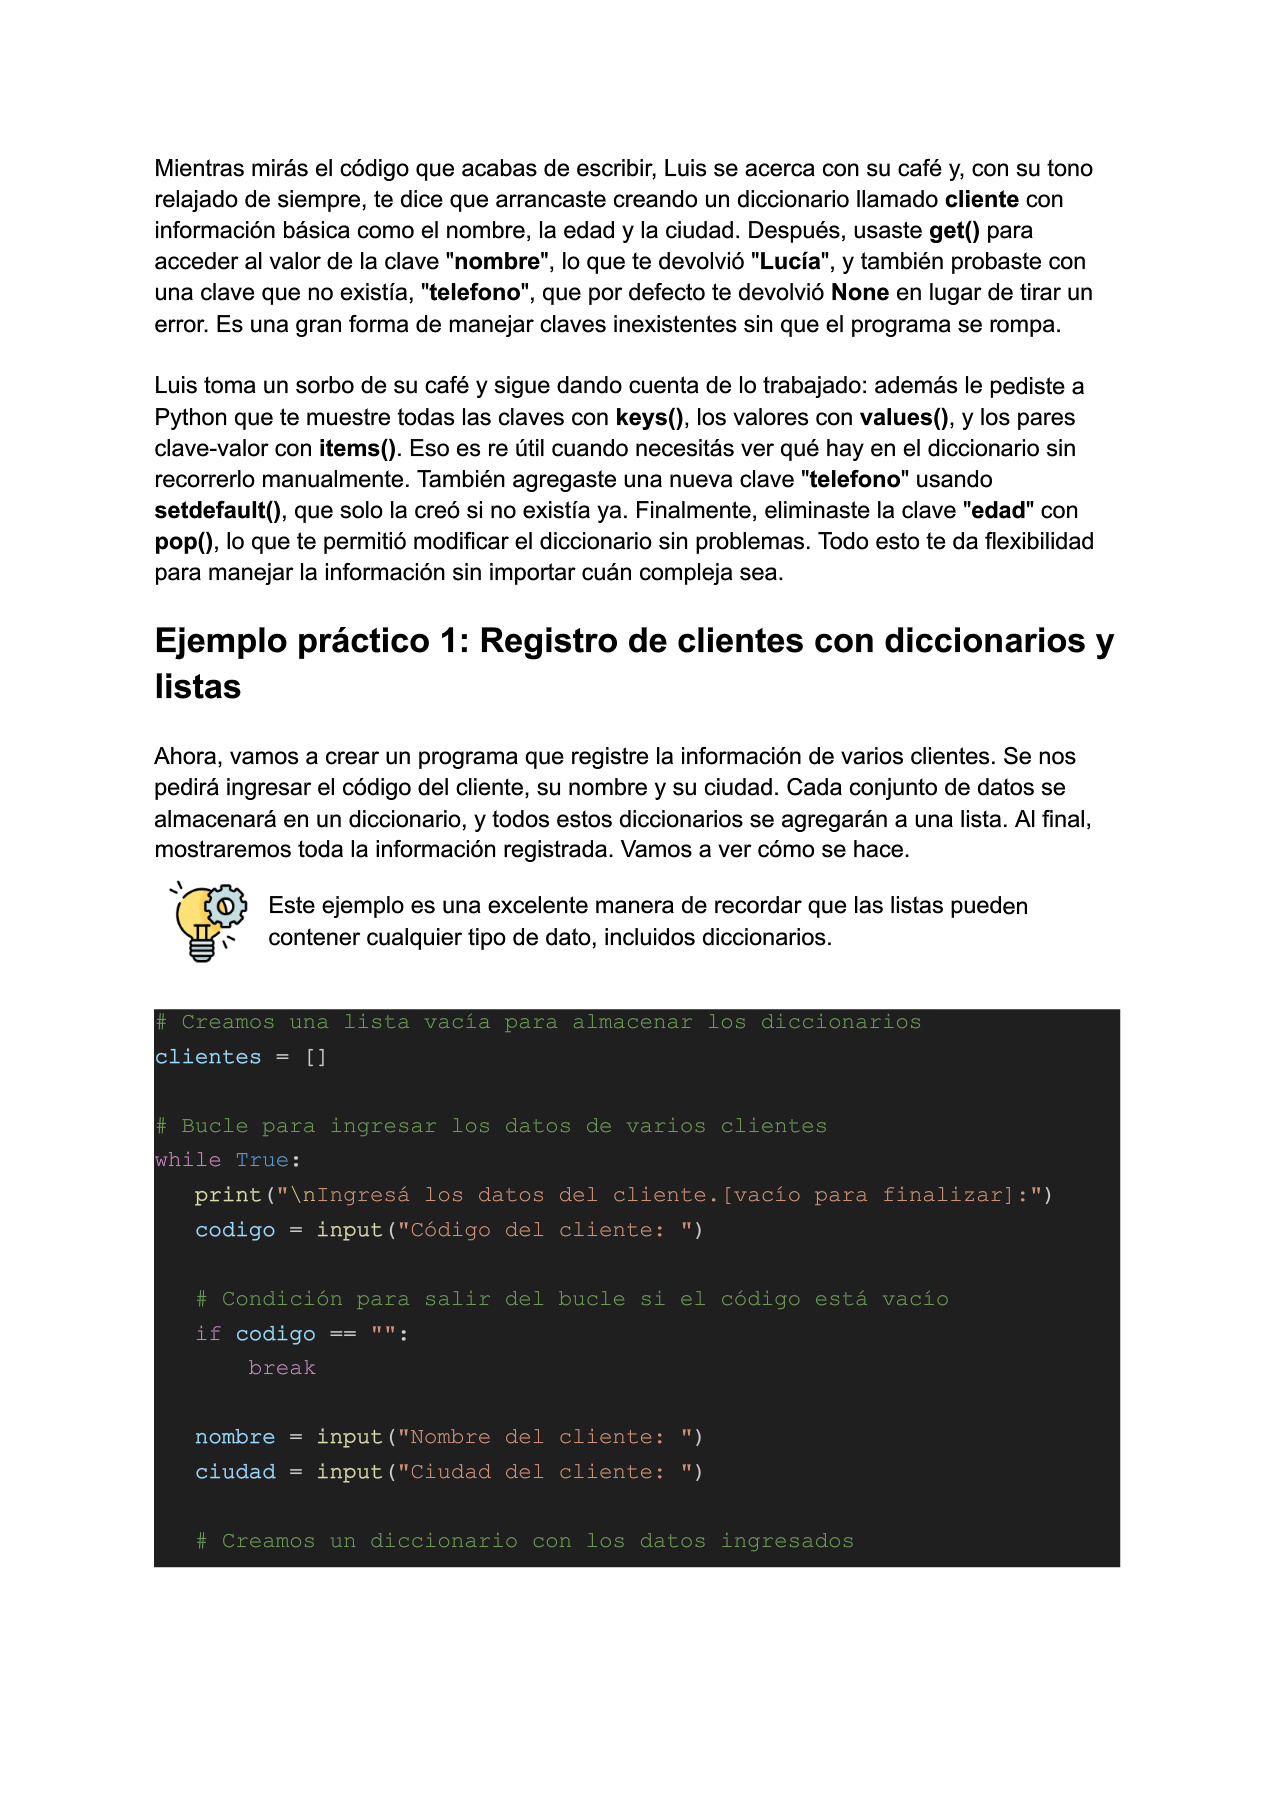 Mientras mirás el código que acabas de escribir, Luis se acerca con su café y, con su tono
relajado de siempre, te dice que arrancaste creando un diccionario llamado cliente con
información básica como el nombre, la edad y la ciudad. Después, usaste get() para
acceder al valor de la clave "nombre", lo que te devolvió "Lucía", y también probaste con
una clave que no existía, "telefono", que por defecto te devolvió None en lugar de tirar un
error. Es una gran forma de manejar claves inexistentes sin que el programa se rompa.

Luis toma un sorbo de su café y sigue dando cuenta de lo trabajado: además le pediste a
Python que te muestre todas las claves con keys(), los valores con values(), y los pares
clave-valor con items(). Eso es re útil cuando necesitás ver qué hay en el diccionario sin
recorrerlo manualmente. También agregaste una nueva clave "telefono" usando
setdefault(), que solo la creó si no existía ya. Finalmente, eliminaste la clave "edad" con
pop(), lo que te permitió modificar el diccionario sin problemas. Todo esto te da flexibilidad
para manejar la información sin importar cuán compleja sea.

Ejemplo práctico 1: Registro de clientes con diccionarios y
listas

Ahora, vamos a crear un programa que registre la información de varios clientes. Se nos
pedirá ingresar el código del cliente, su nombre y su ciudad. Cada conjunto de datos se
almacenará en un diccionario, y todos estos diccionarios se agregarán a una lista. Al final,
mostraremos toda la información registrada. Vamos a ver cómo se hace.

Este ejemplo es una excelente manera de recordar que las listas pueden
contener cualquier tipo de dato, incluidos diccionarios.

# Creamos una lista vacía para almacenar los diccionarios
clientes = []

# Bucle para ingresar los datos de varios clientes
while True:
   print("\nIngresá los datos del cliente.[vacío para finalizar]:")
   codigo = input("Código del cliente: ")

   # Condición para salir del bucle si el código está vacío
   if codigo == "":
       break

   nombre = input("Nombre del cliente: ")
   ciudad = input("Ciudad del cliente: ")

   # Creamos un diccionario con los datos ingresados